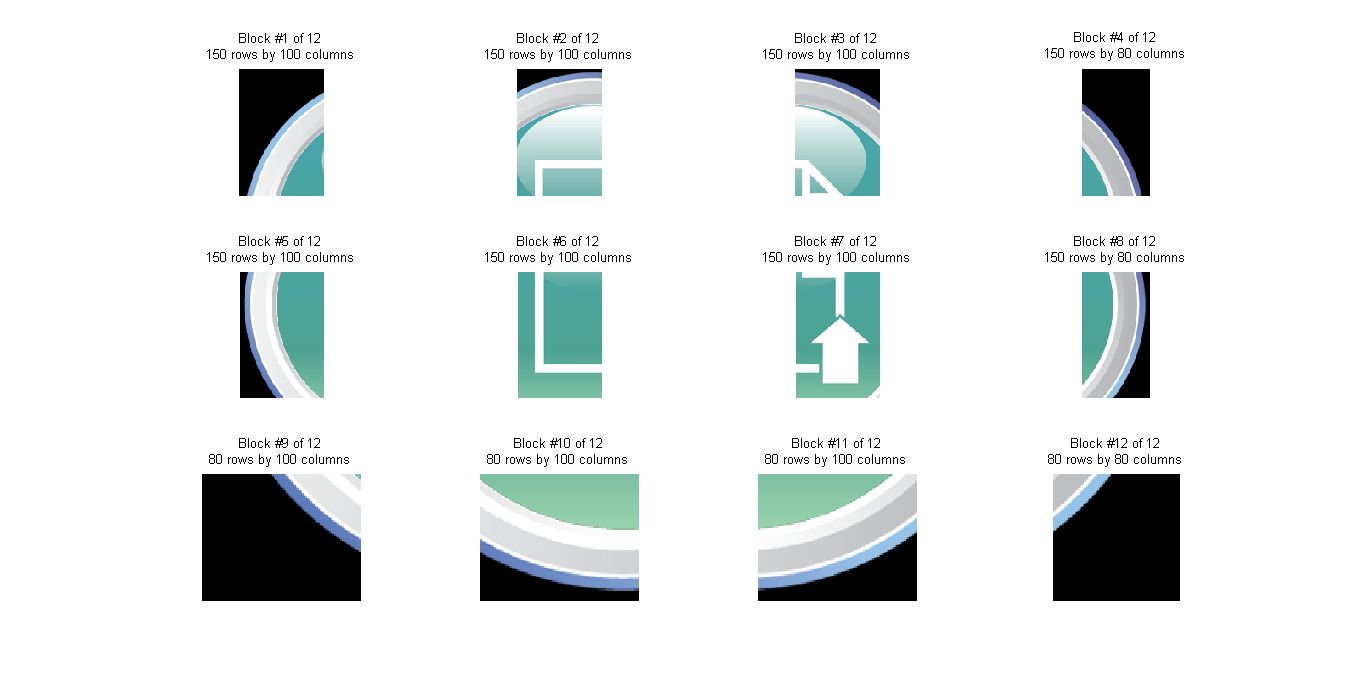 Block #1 of 12
150 rows by 100 columns
Block #2 of 12
150 rows by 100 columns
Block #3 of 12
150 rows by 100 columns
Block #4 of 12
150 rows by 80 columns
Block #5 of 12
150 rows by 100 columns
Block #6 of 12
150 rows by 100 columns
Block #7 of 12
150 rows by 100 columns
Block #8 of 12
150 rows by 80 columns
Block #9 of 12
80 rows by 100 columns
Block #10 of 12
80 rows by 100 columns
Block #11 of 12
80 rows by 100 columns
Block #12 of 12
80 rows by 80 columns